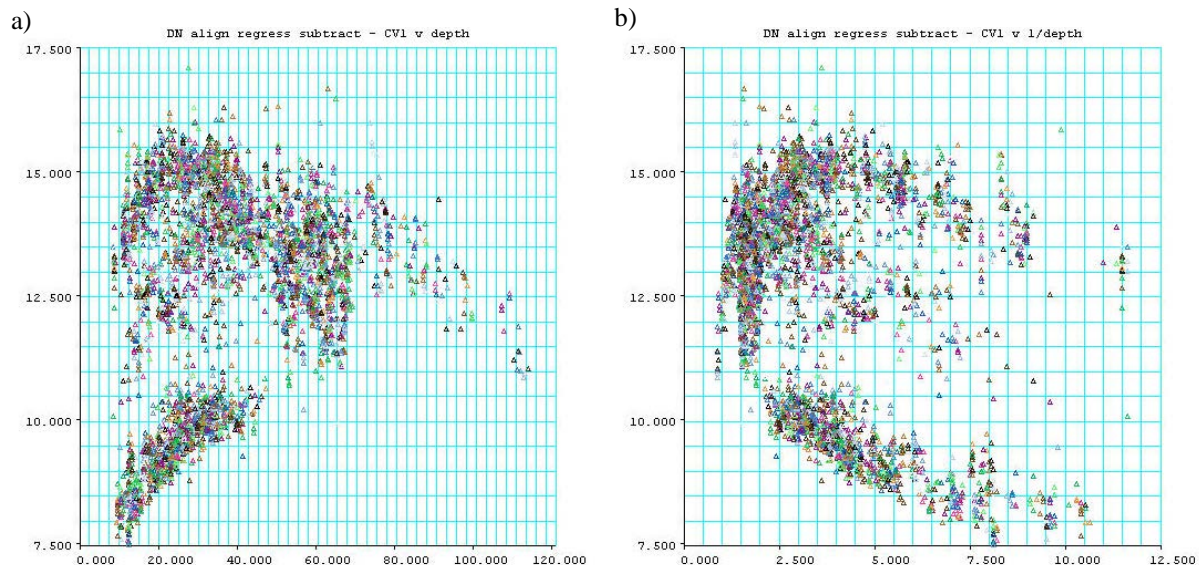 a)
DN align regress subtract - CV1 v depth
17.500
15.000
12.500
10.000
7.500
0.000 20.000 40.000 60.000 80.000 100.000 120.000
b)
DN align regress subtract - CV1 v 1/depth
17.500
15.000
12.500
10.000
7.500
0.000 2.500 5.000 7.500 10.000 12.500